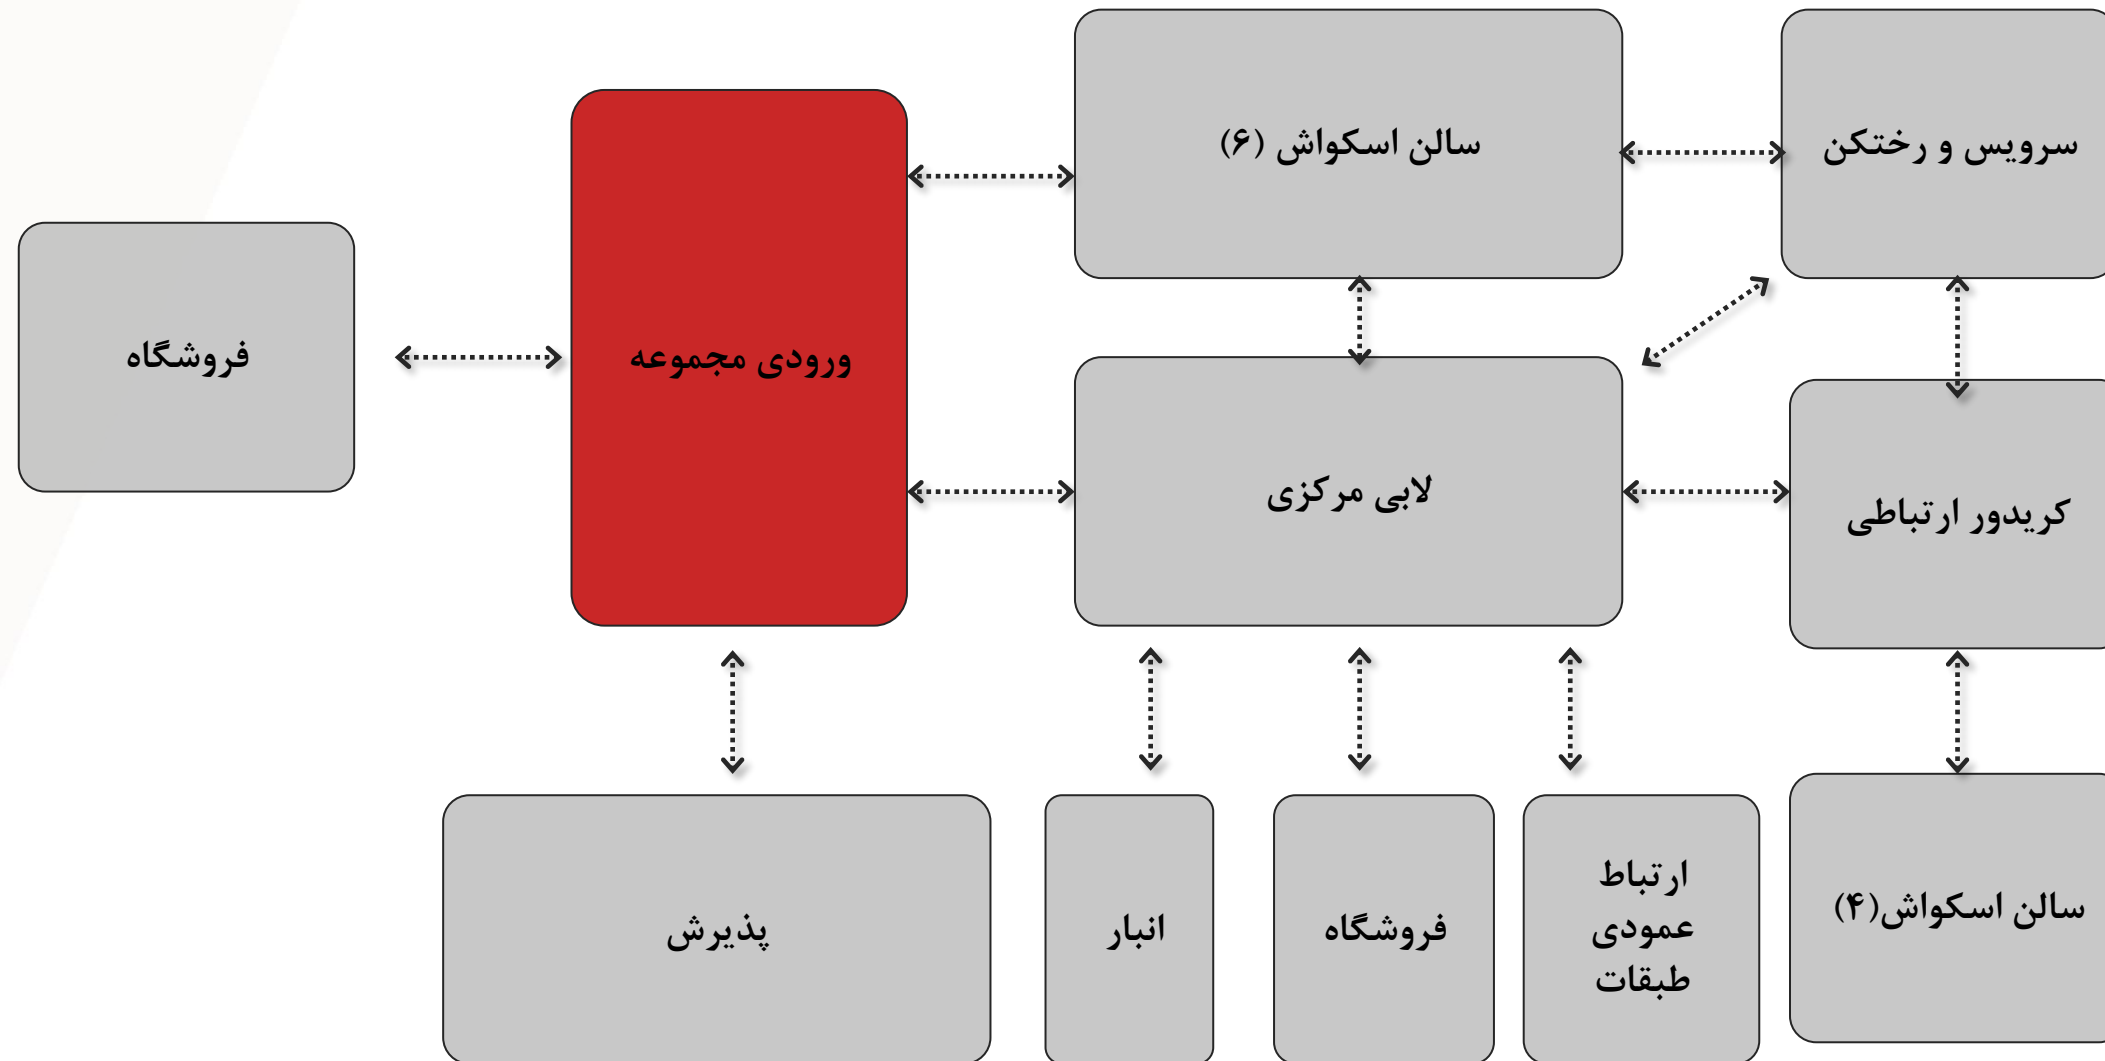 سرویس و رختکن
سالن اسکواش (۶)
ورودی مجموعه
فروشگاه
لابی مرکزی
کریدور ارتباطی
سالن اسکواش(۴)
ارتباط
عمودی
طبقات
فروشگاه
انبار
پذیرش